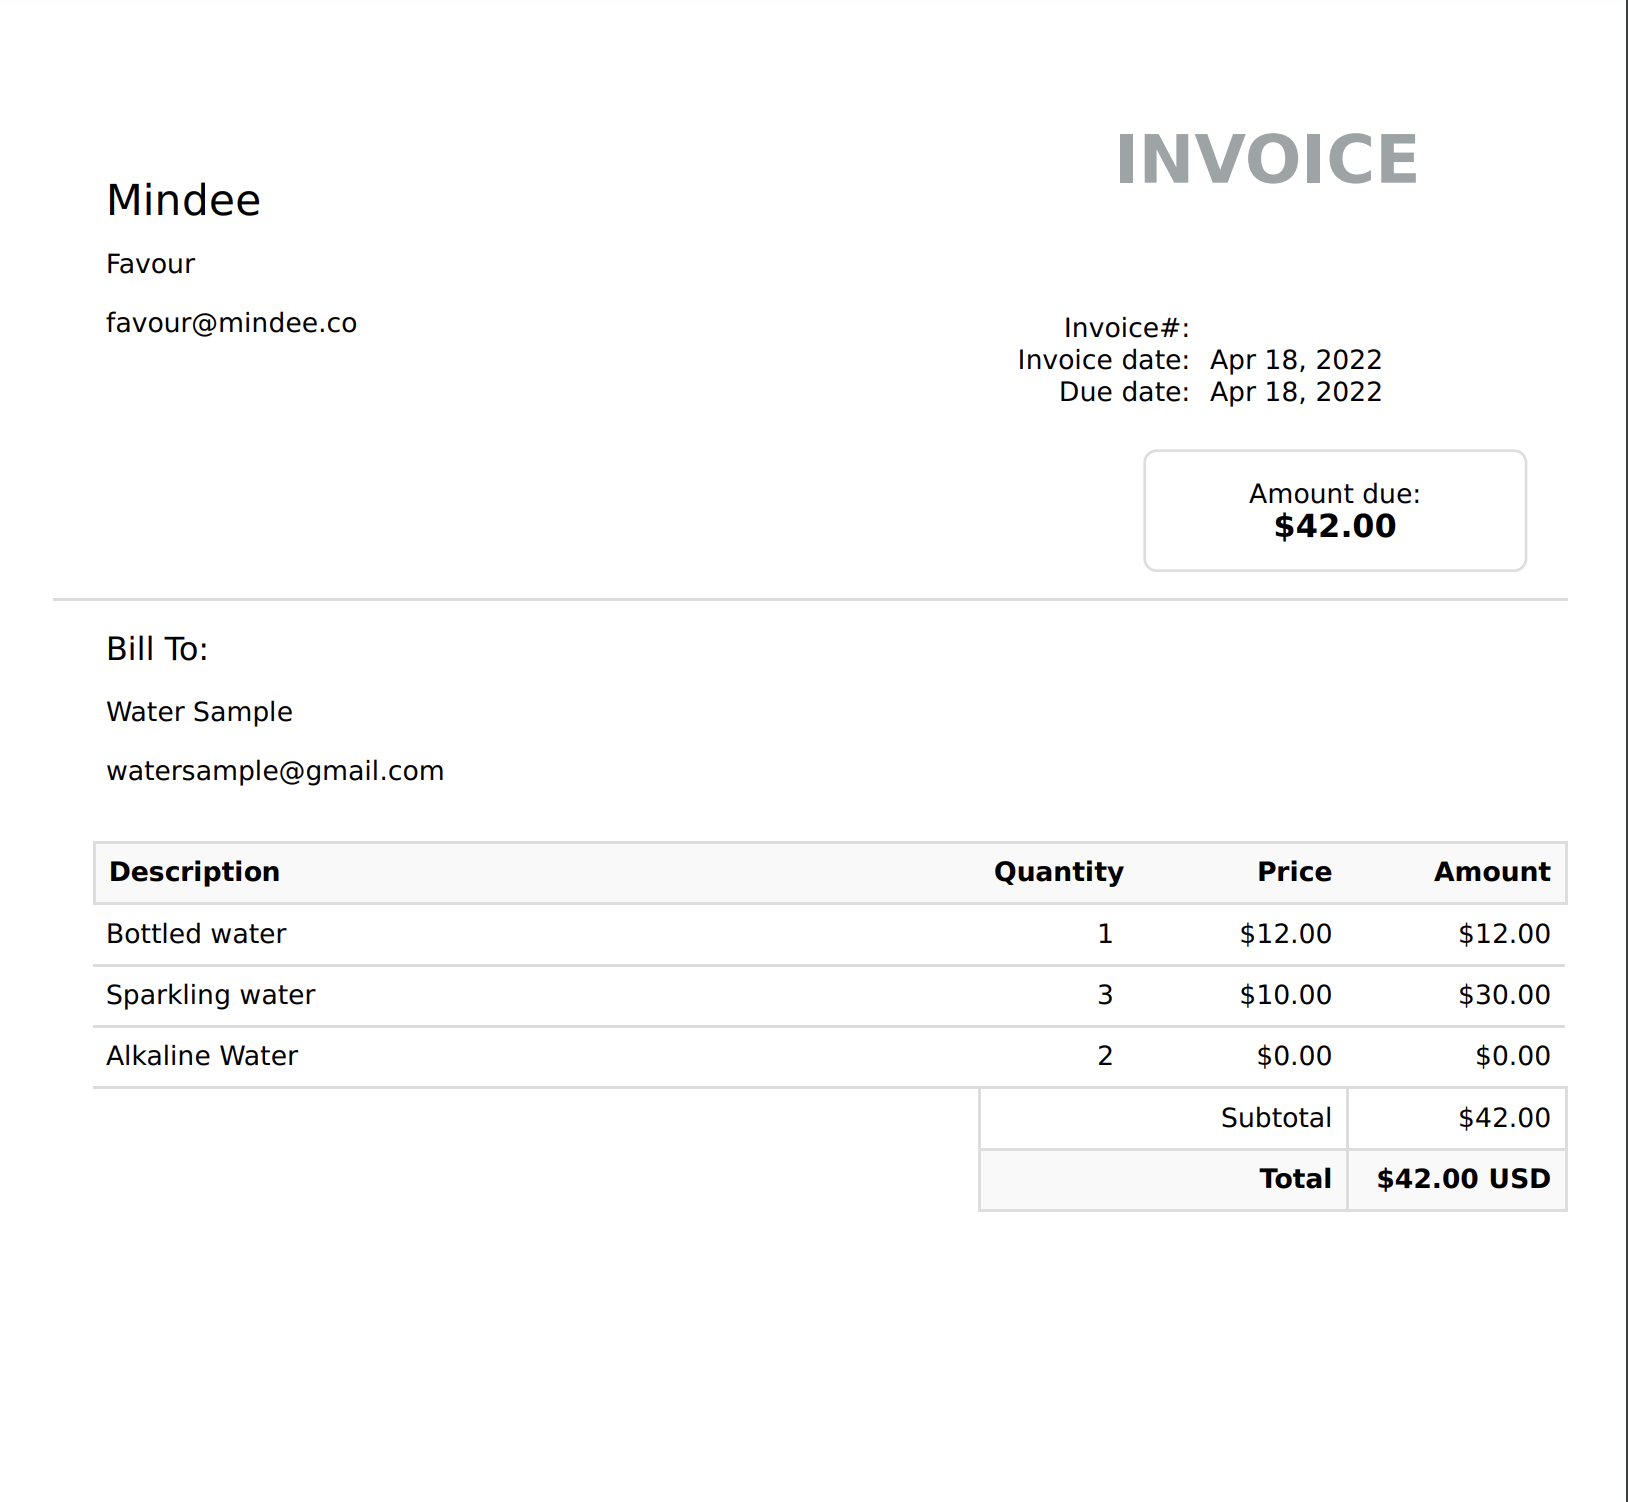 INVOICE
Mindee
Favour
favour@mindee.co
Invoice#:
Invoice date: Apr 18, 2022
Due date: Apr 18, 2022
Amount due:
$42.00
Bill To:
Water Sample
watersample@gmail.com
Description Quantity Price Amount
Bottled water 1 $12.00 $12.00
Sparkling water 3 $10.00 $30.00
Alkaline Water 2 $0.00 $0.00
Subtotal $42.00
Total $42.00 USD